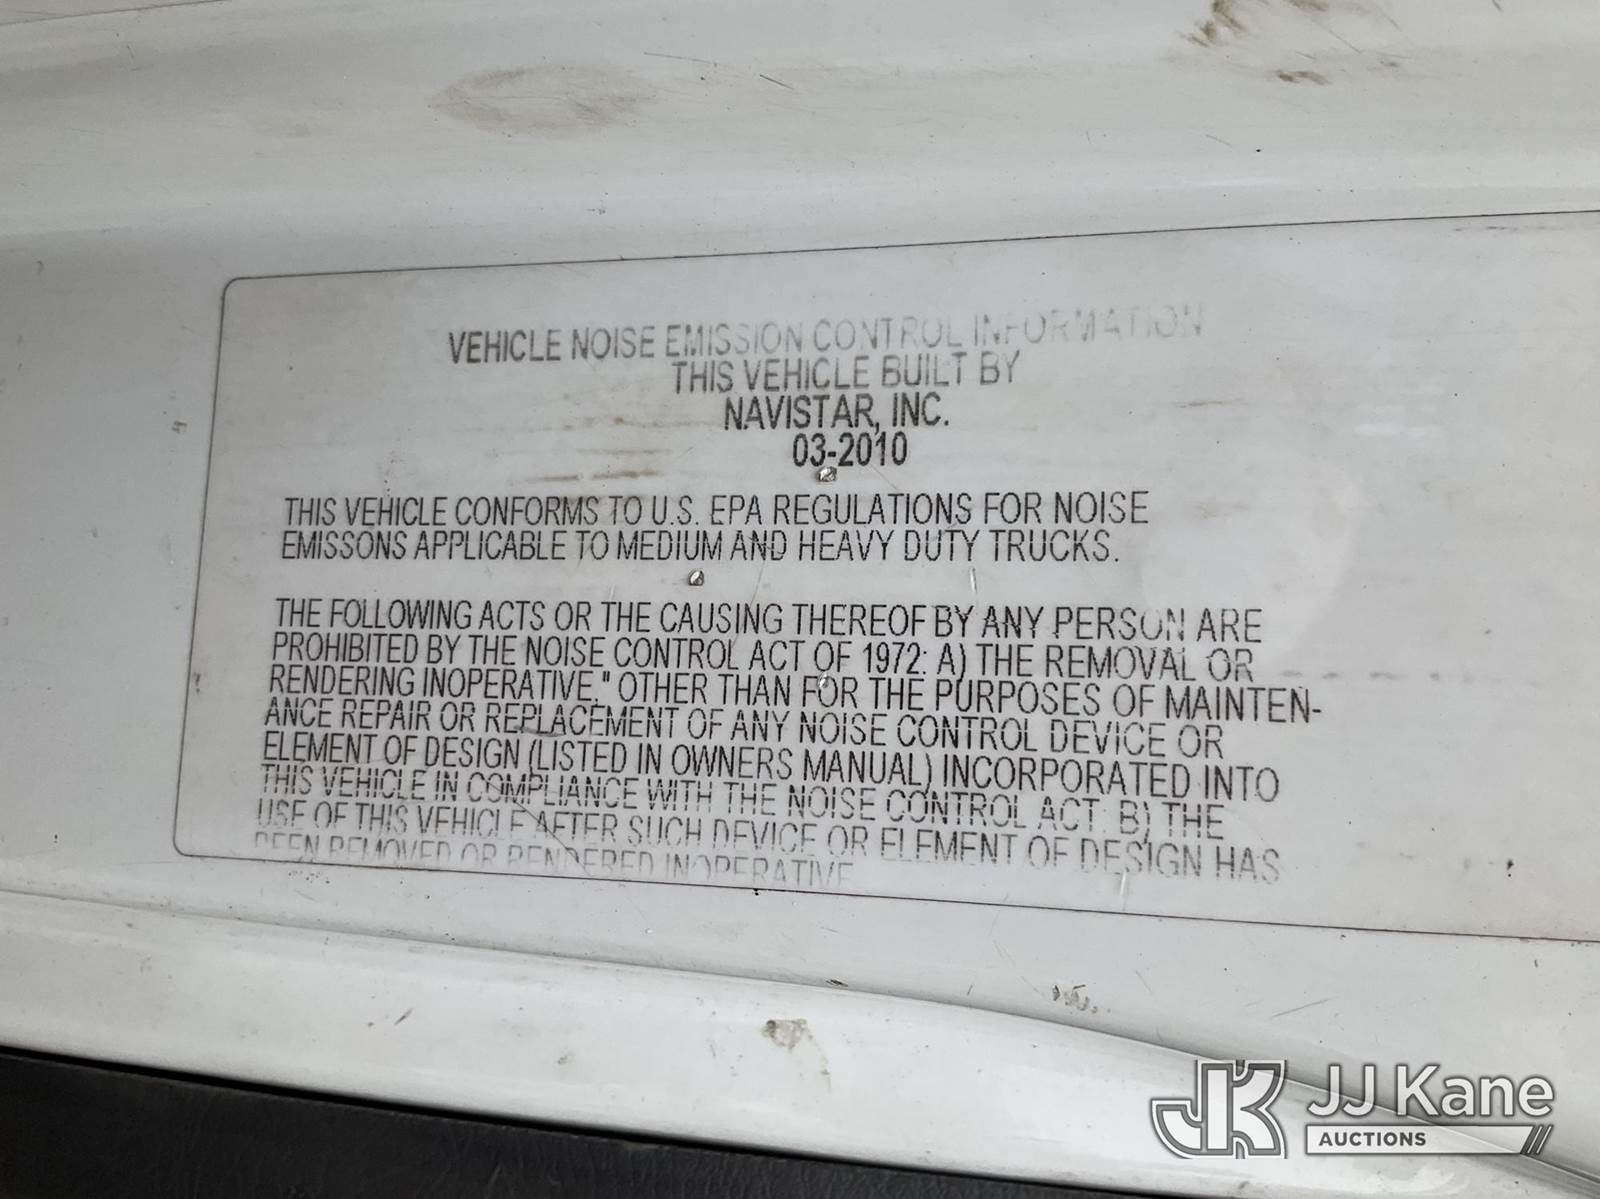 VEHICLE NOISE EMISSION CONTROL INFORMATION
THIS VEHICLE BUILT BY
NAVISTAR, INC.
03-2010
THIS VEHICLE CONFORMS TO U.S. EPA REGULATIONS FOR NOISE
EMISSONS APPLICABLE TO MEDIUM AND HEAVY DUTY TRUCKS.
THE FOLLOWING ACTS OR THE CAUSING THEREOF BY ANY PERSON ARE
PROHIBITED BY THE NOISE CONTROL ACT OF 1972: A) THE REMOVAL OR
RENDERING INOPERATIVE," OTHER THAN FOR THE PURPOSES OF MAINTEN-
ANCE REPAIR OR REPLACEMENT OF ANY NOISE CONTROL DEVICE OR
ELEMENT OF DESIGN (LISTED IN OWNERS MANUAL) INCORPORATED INTO
THIS VEHICLE IN COMPLIANCE WITH THE NOISE CONTROL ACT: B) THE
USE OF THIS VEHICLE AFTER SUCH DEVICE OR ELEMENT OF DESIGN HAS
BEEN REMOVED OR RENDERED INOPERATIVE
JK JJ Kane
AUCTIONS